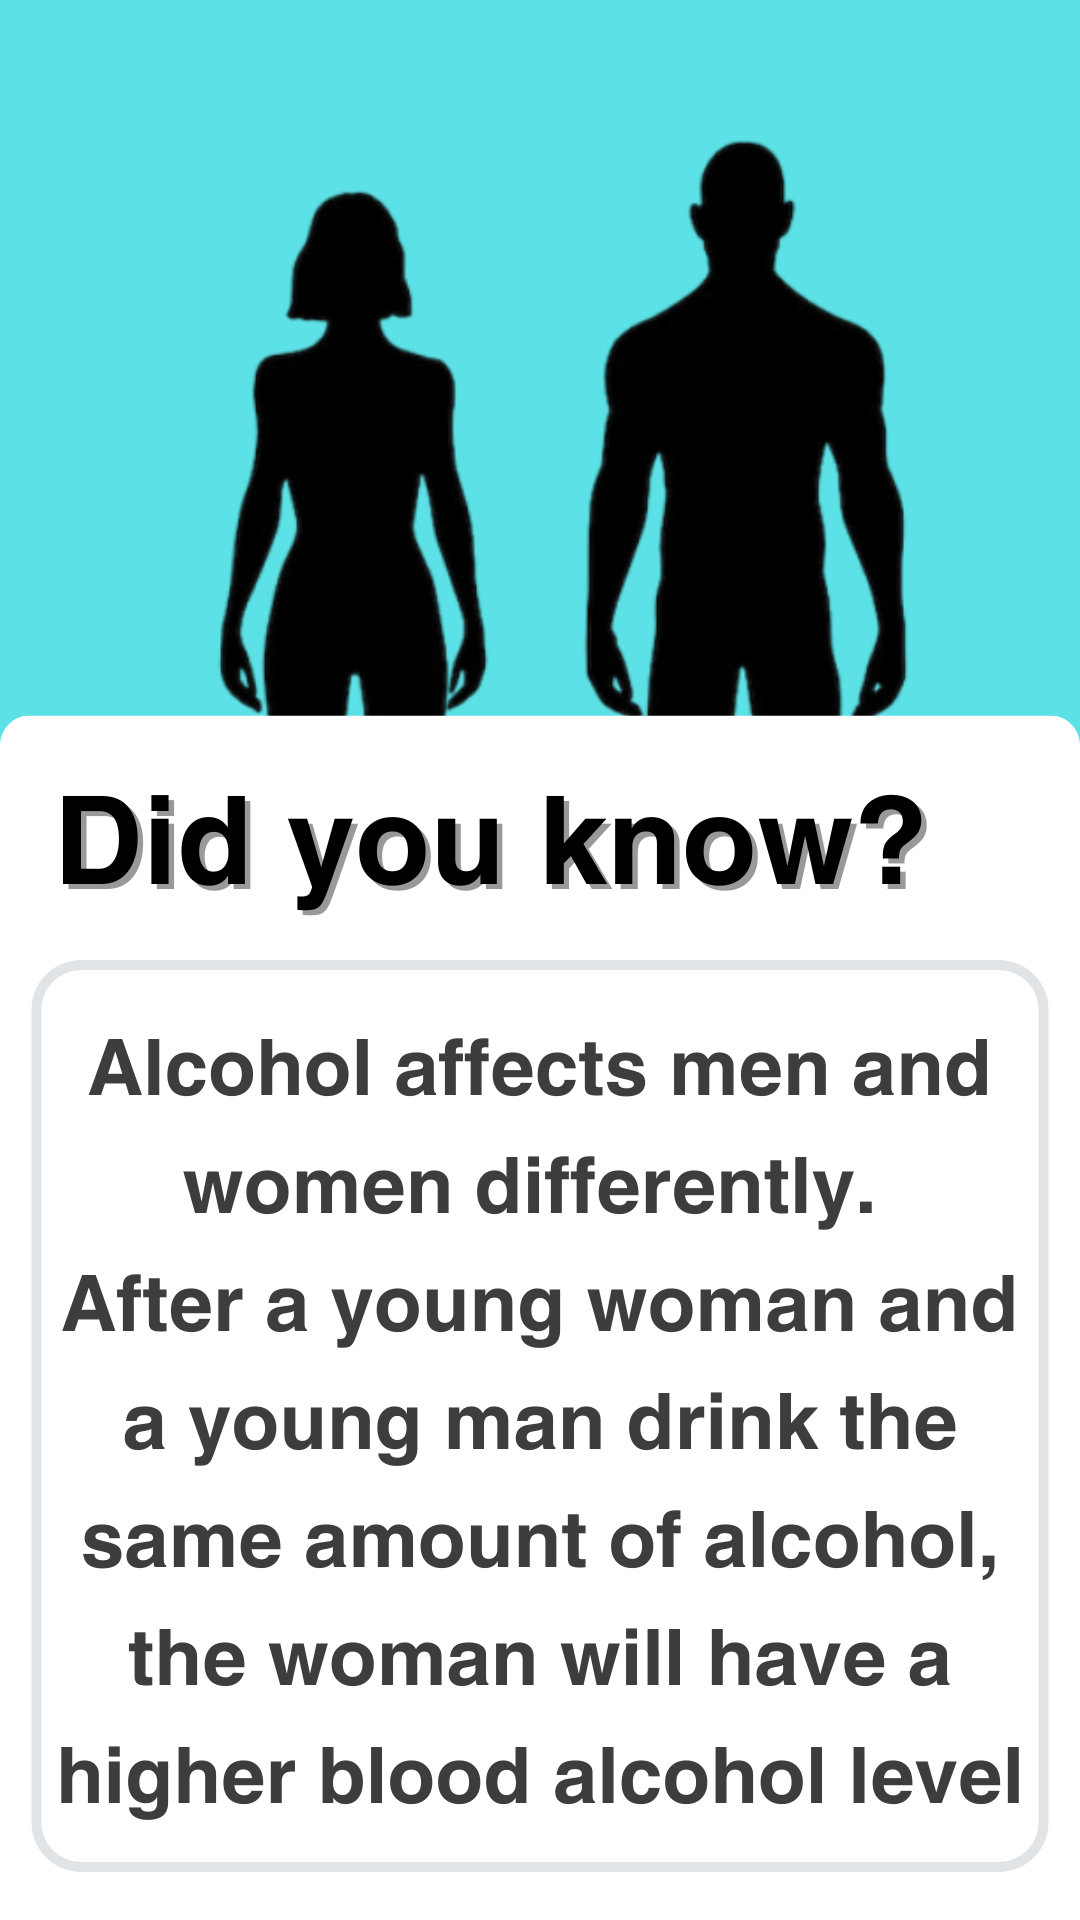 Did you know?
Alcohol affects men and
women differently.
After a young woman and
a young man drink the
same amount of alcohol,
the woman will have a
higher blood alcohol level